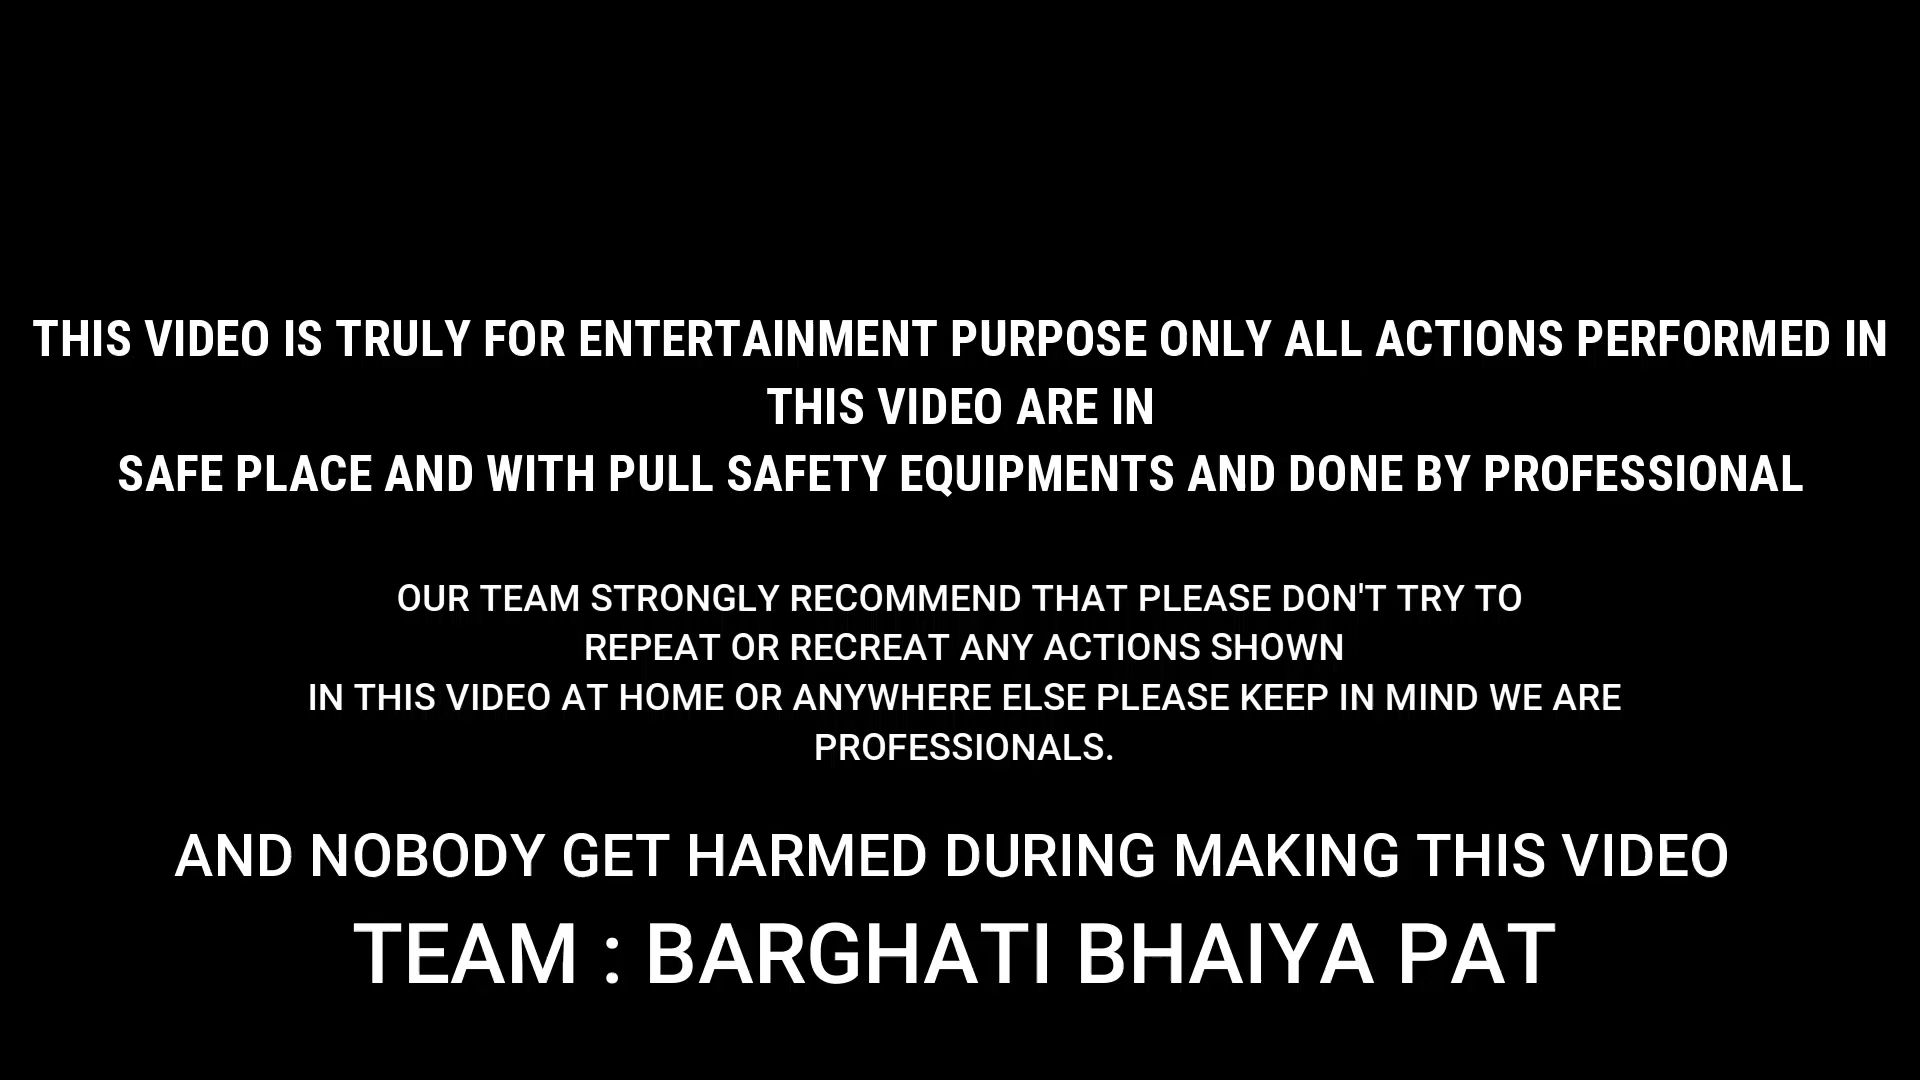 THIS VIDEO IS TRULY FOR ENTERTAINMENT PURPOSE ONLY ALL ACTIONS PERFORMED IN
THIS VIDEO ARE IN
SAFE PLACE AND WITH PULL SAFETY EQUIPMENTS AND DONE BY PROFESSIONAL
OUR TEAM STRONGLY RECOMMEND THAT PLEASE DON'T TRY TO
REPEAT OR RECREAT ANY ACTIONS SHOWN
IN THIS VIDEO AT HOME OR ANYWHERE ELSE PLEASE KEEP IN MIND WE ARE
PROFESSIONALS.
AND NOBODY GET HARMED DURING MAKING THIS VIDEO
TEAM : BARGHATI BHAIYA PAT